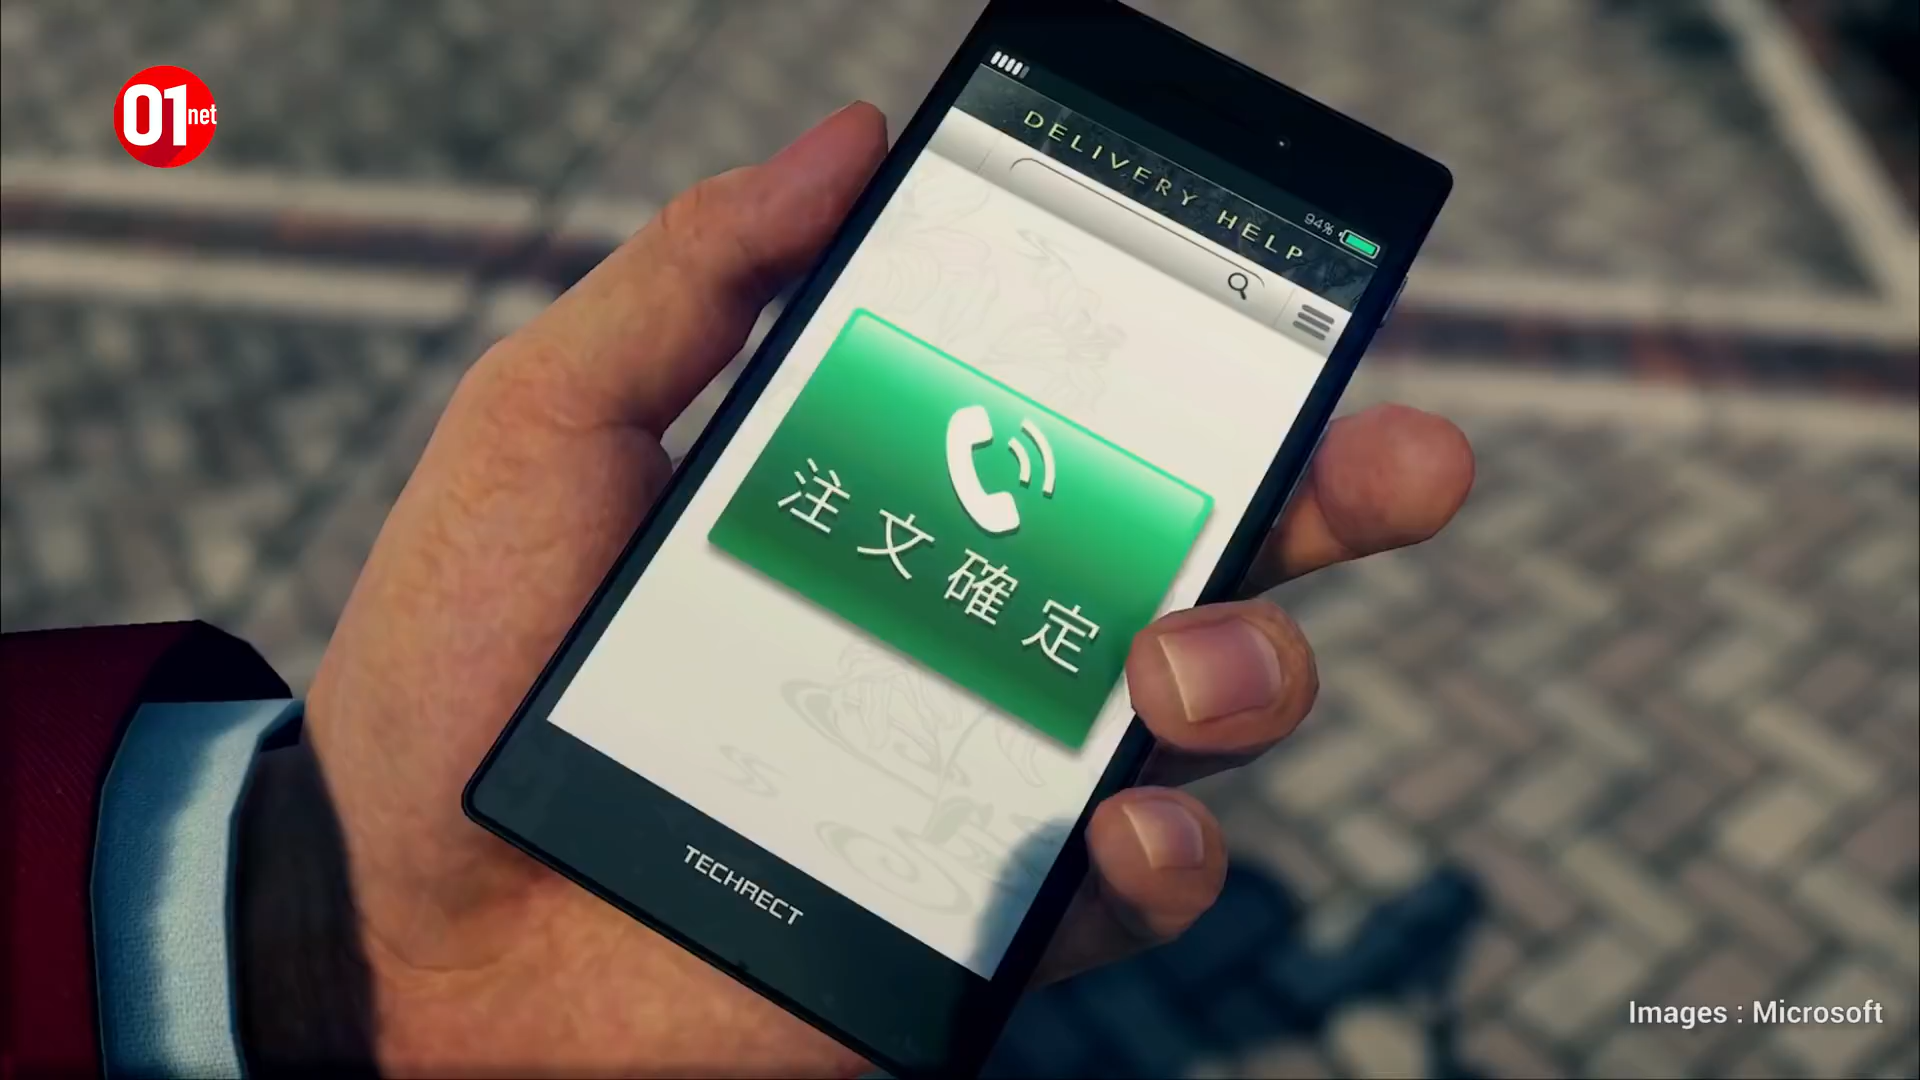 01net
DELIVERY HELP
94%
注文確定
TECHRECT
Images : Microsoft